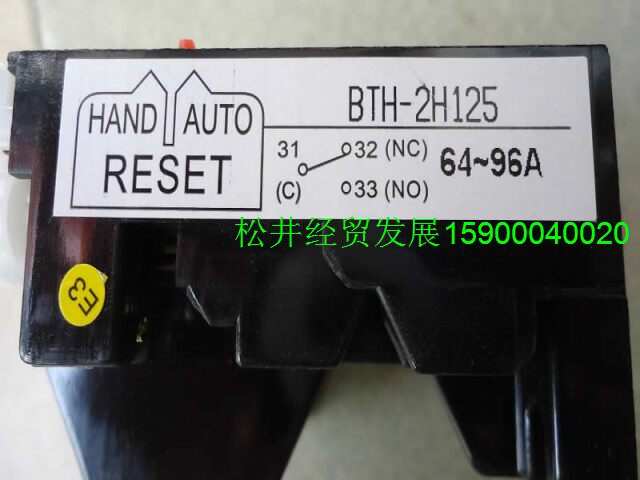 HAND AUTO
RESET
BTH-2H125
31
32 (NC)
(C)
33 (NO)
64~96A
松井经贸发展15900040020
E3